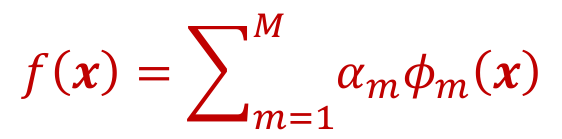 f(x) = ∑_{m=1}^{M} α_m ϕ_m(x)